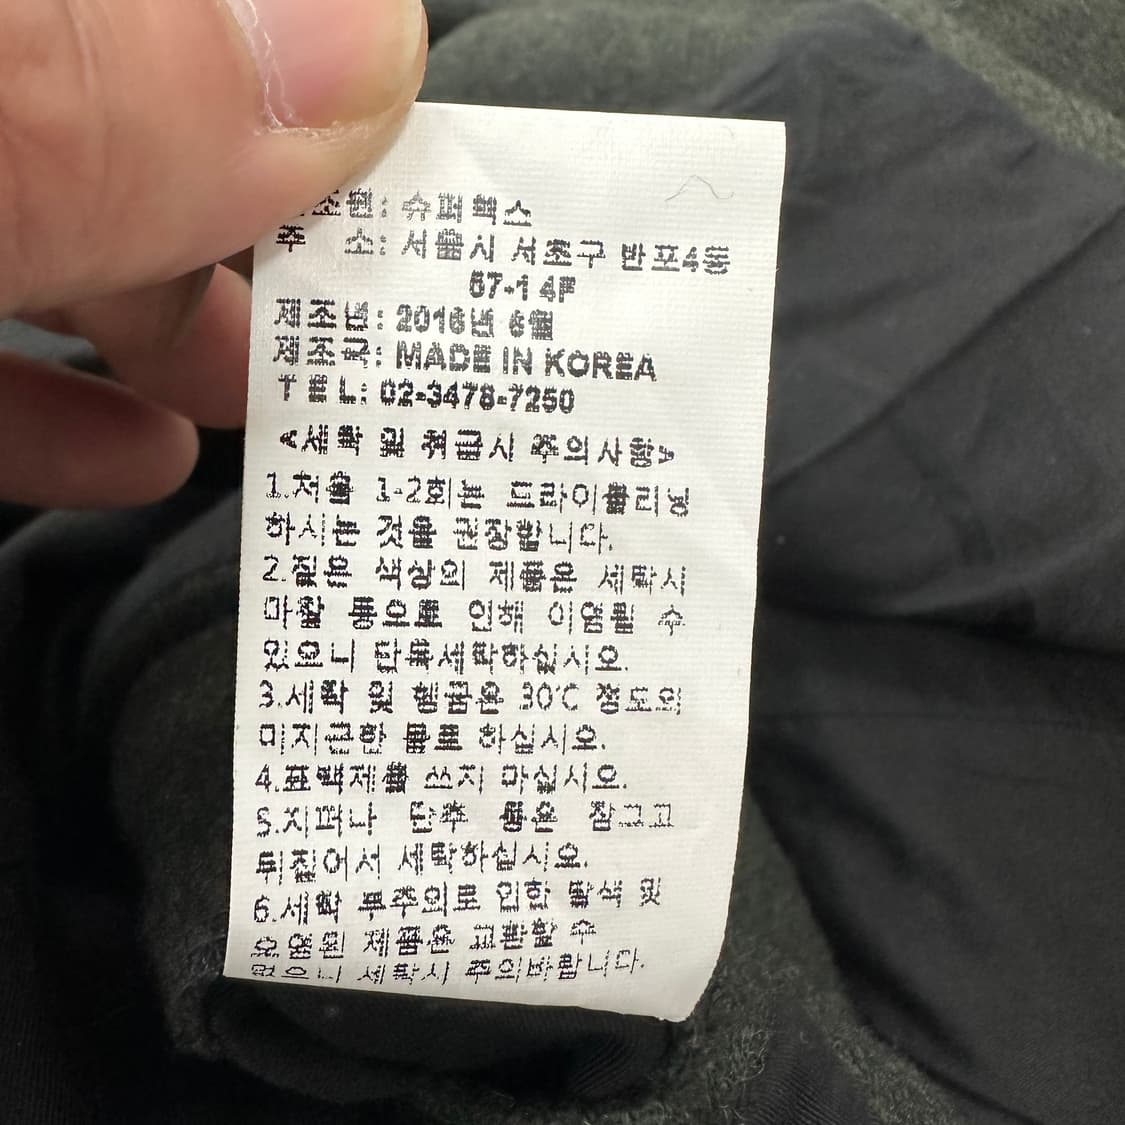 제조원: 슈퍼벅스
주 소: 서울시 서초구 반포4동
67-1 4F
제조년: 2016년 6월
제조국: MADE IN KOREA
TEL: 02-3478-7250
<세탁 및 취급시 주의사항>
1.처음 1-2회는 드라이클리닝
하시는 것을 권장합니다.
2.짙은 색상의 제품은 세탁시
마찰 등으로 인해 이염될 수
있으니 단독세탁하십시오.
3.세탁 및 헹굼은 30℃ 정도의
미지근한 물로 하십시오.
4.표백제를 쓰지 마십시오.
5.지퍼나 단추 등은 잠그고
뒤집어서 세탁하십시오.
6.세탁 부주의로 인한 탈색 및
오염된 제품은 교환할 수
없으니 세탁시 주의바랍니다.